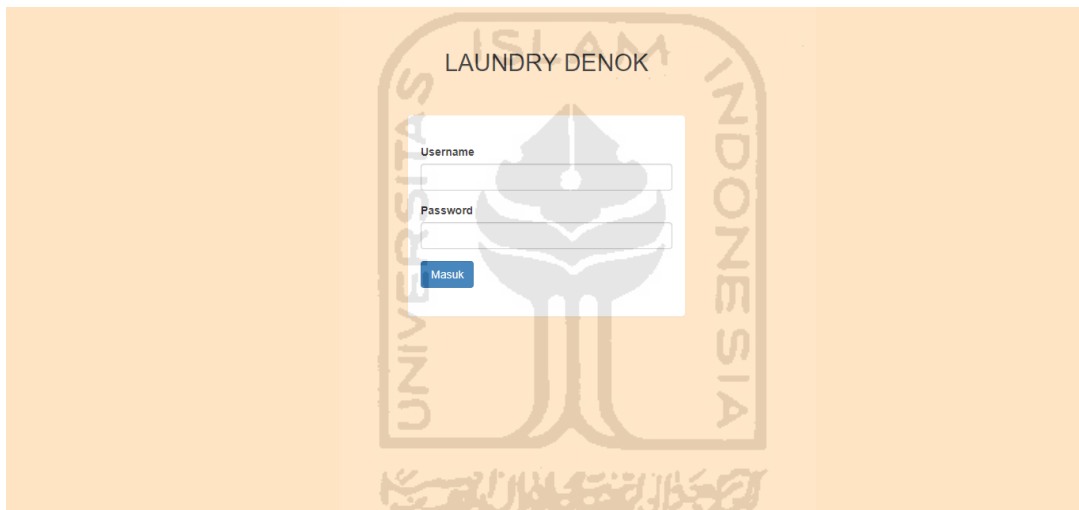 LAUNDRY DENOK
Username
Password
Masuk
UNIVERSITAS
ISLAM
INDONESIA